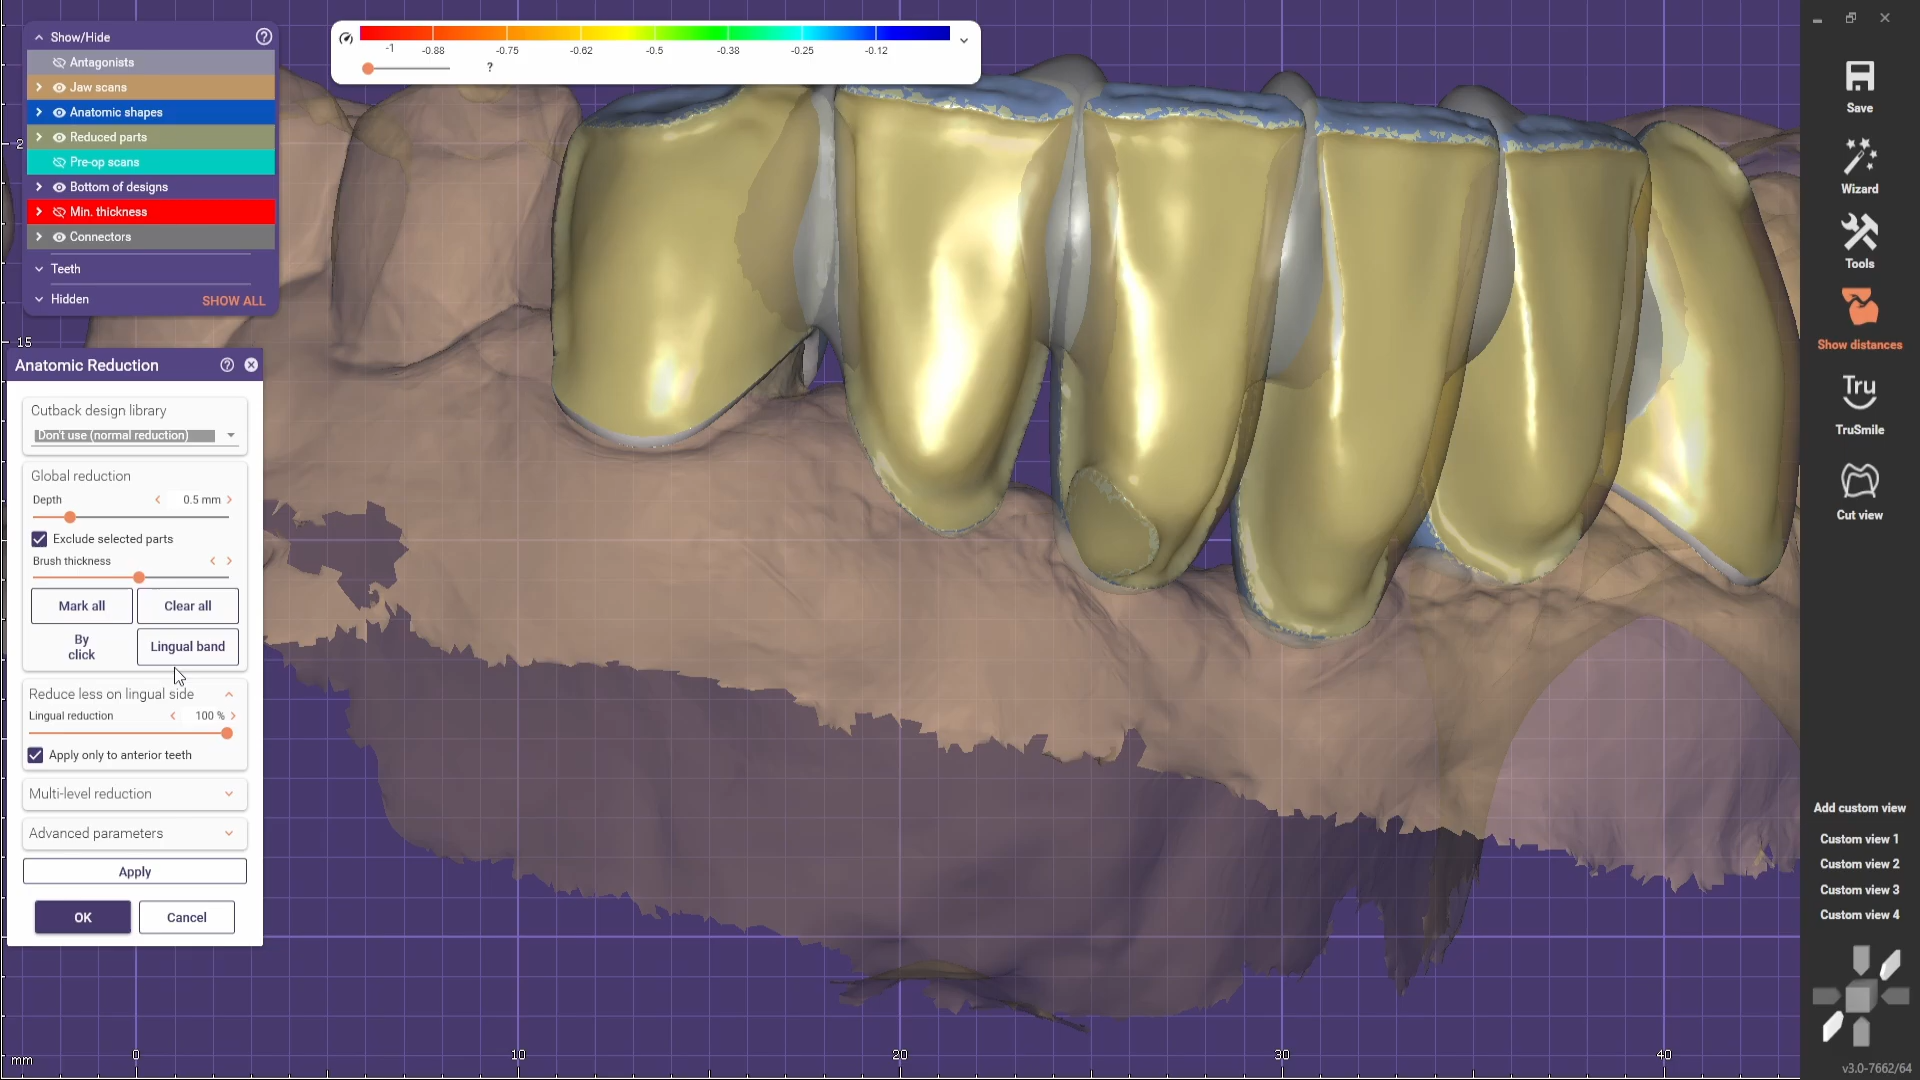 Show/Hide
Antagonists
Jaw scans
Anatomic shapes
Reduced parts
Pre-op scans
Bottom of designs
Min. thickness
Connectors
Teeth
Hidden SHOW ALL
-1 -0.88 -0.75 -0.62 -0.5 -0.38 -0.25 -0.12
?
2
15
Anatomic Reduction
Cutback design library
Don't use (normal reduction)
Global reduction
Depth 0.5 mm
Exclude selected parts
Brush thickness
Mark all Clear all
By
click
Lingual band
Reduce less on lingual side
Lingual reduction 100 %
Apply only to anterior teeth
Multi-level reduction
Advanced parameters
Apply
OK Cancel
mm 0 10 20 30 40
Save
Wizard
Tools
Show distances
Tru
TruSmile
Cut view
Add custom view
Custom view 1
Custom view 2
Custom view 3
Custom view 4
v3.0-7662/64